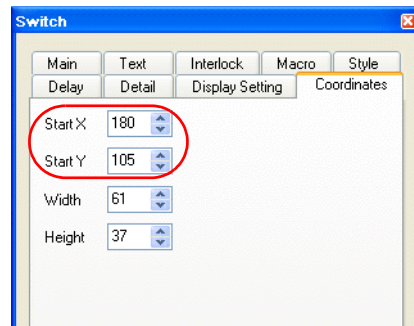 Switch
Main Text Interlock Macro Style
Delay Detail Display Setting Coordinates
Start X 180
Start Y 105
Width 61
Height 37